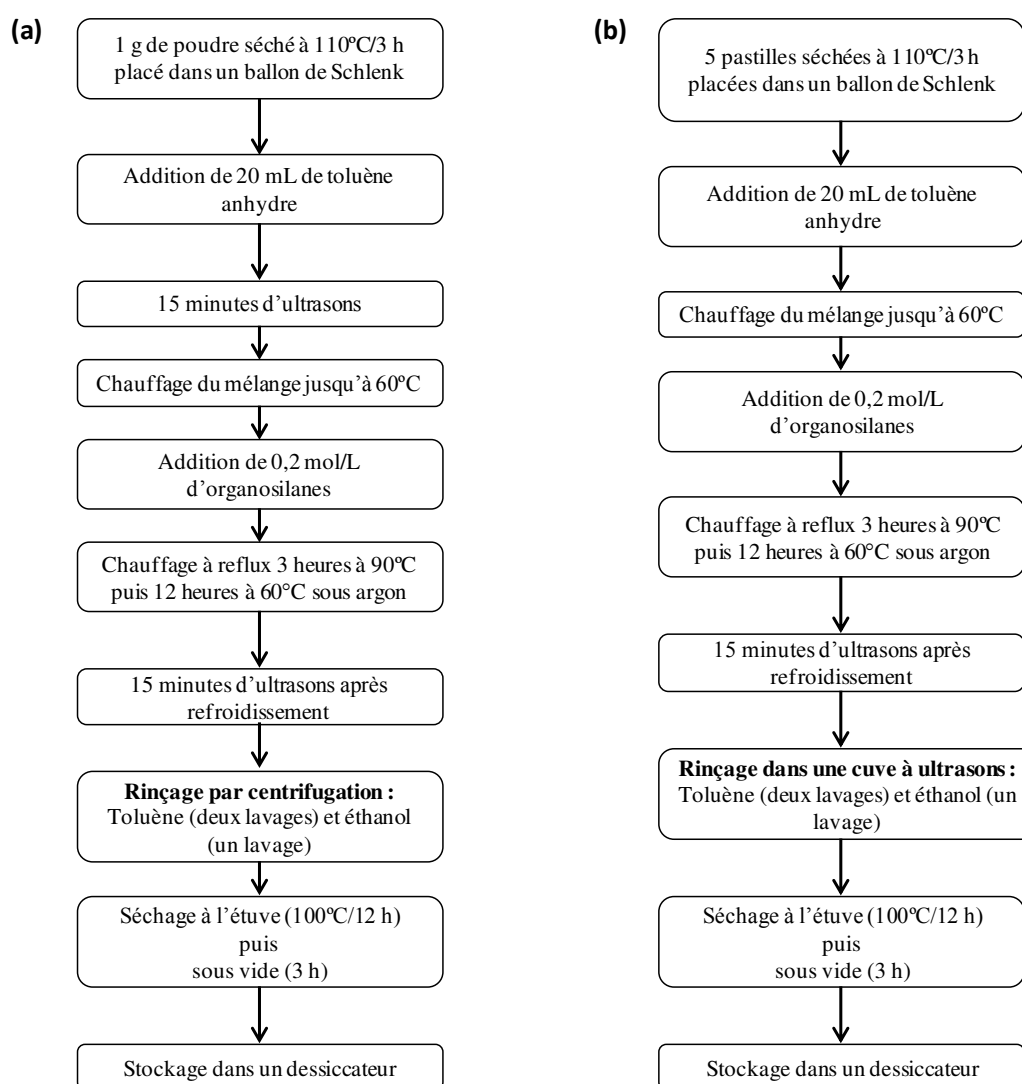 (a)
1 g de poudre séché à 110ºC/3 h
placé dans un ballon de Schlenk
Addition de 20 mL de toluène
anhydre
15 minutes d’ultrasons
Chauffage du mélange jusqu’à 60ºC
Addition de 0,2 mol/L
d’organosilanes
Chauffage à reflux 3 heures à 90ºC
puis 12 heures à 60°C sous argon
15 minutes d’ultrasons après
refroidissement
Rinçage par centrifugation :
Toluène (deux lavages) et éthanol
(un lavage)
Séchage à l’étuve (100ºC/12 h)
puis
sous vide (3 h)
Stockage dans un dessiccateur
(b)
5 pastilles séchées à 110ºC/3 h
placées dans un ballon de Schlenk
Addition de 20 mL de toluène
anhydre
Chauffage du mélange jusqu’à 60ºC
Addition de 0,2 mol/L
d’organosilanes
Chauffage à reflux 3 heures à 90ºC
puis 12 heures à 60°C sous argon
15 minutes d’ultrasons après
refroidissement
Rinçage dans une cuve à ultrasons :
Toluène (deux lavages) et éthanol (un
lavage)
Séchage à l’étuve (100ºC/12 h)
puis
sous vide (3 h)
Stockage dans un dessiccateur